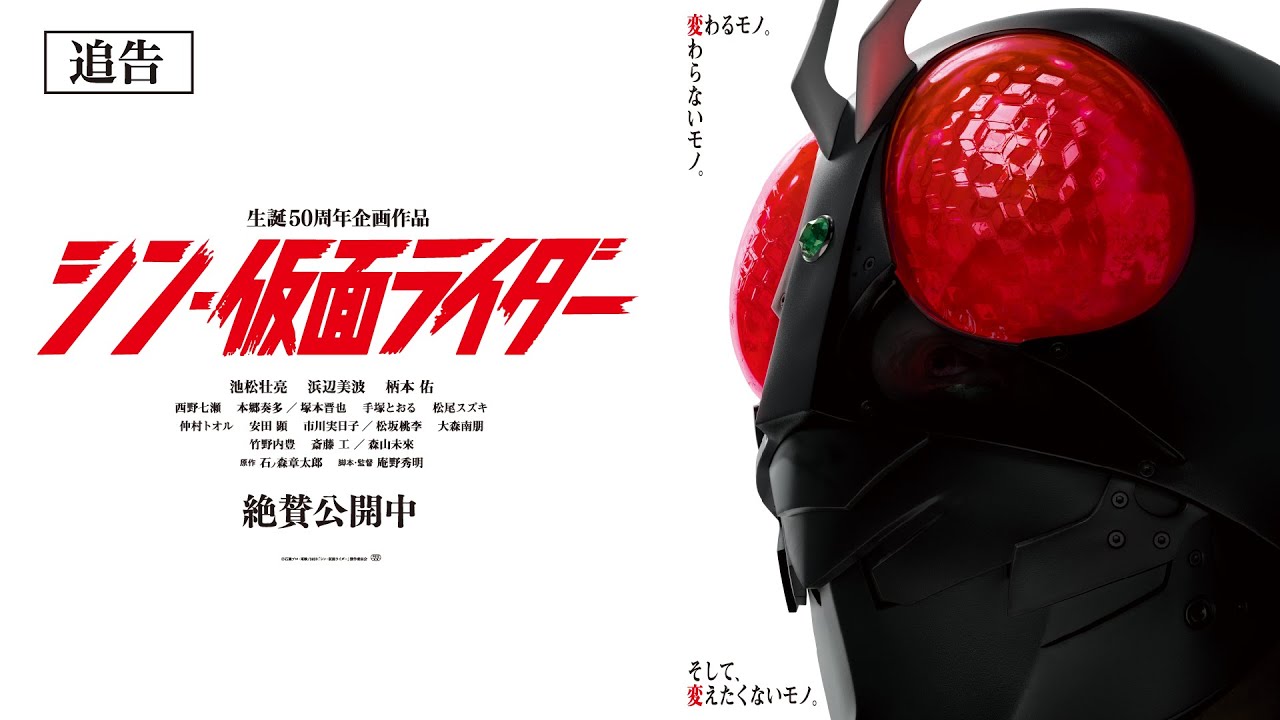 追告
生誕50周年企画作品
シン・仮面ライダー
池松壮亮 浜辺美波 柄本 佑
西野七瀬 本郷奏多／塚本晋也 手塚とおる 松尾スズキ
仲村トオル 安田 顕 市川実日子／松坂桃李 大森南朋
竹野内豊 斎藤 工／森山未來
原作 石ノ森章太郎 脚本・監督 庵野秀明
絶賛公開中
変わるモノ。
変わらないモノ。
そして、
変えたくないモノ。